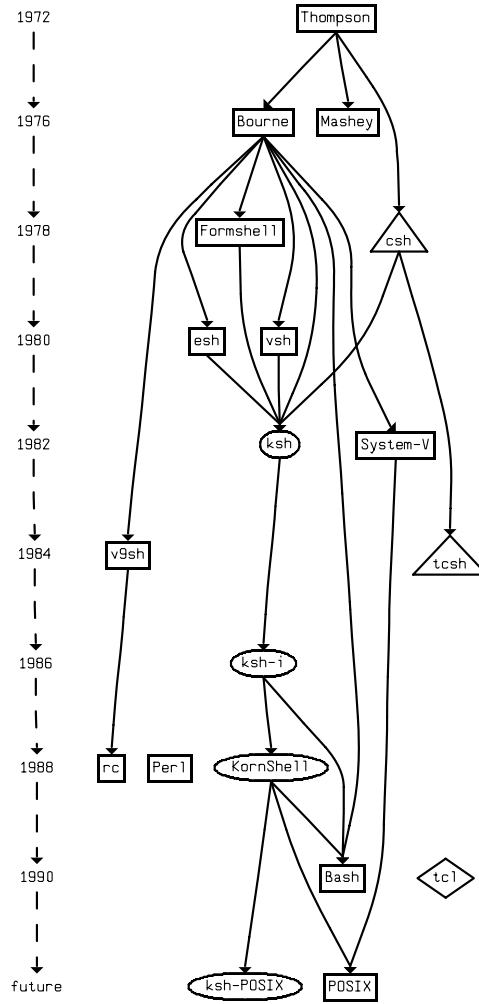 1972
Thompson
1976
Bourne
Mashey
1978
Formshell
csh
1980
esh
vsh
1982
ksh
System-V
1984
v9sh
tcsh
1986
ksh-i
1988
rc
Perl
KornShell
1990
Bash
tcl
future
ksh-POSIX
POSIX